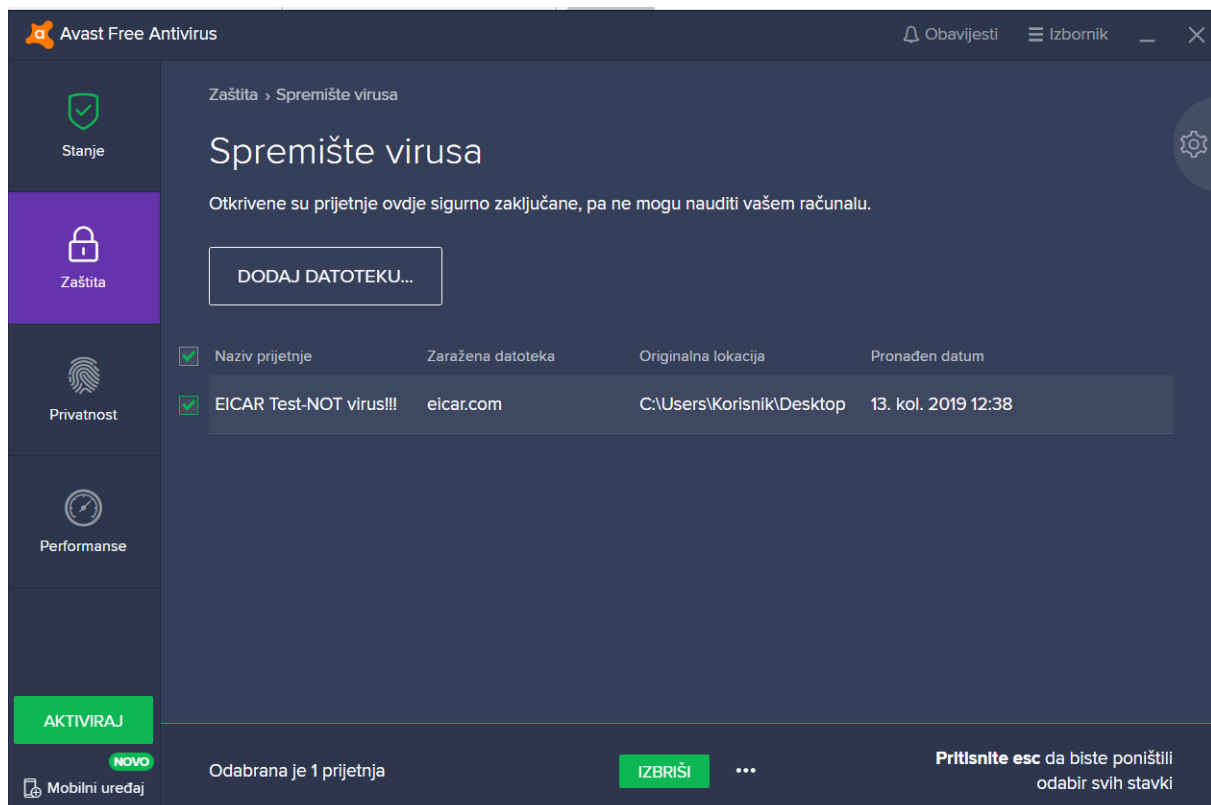 Avast Free Antivirus
Obavijesti
Izbornik
Stanje
Zaštita
Privatnost
Performanse
AKTIVIRAJ
NOVO
Mobilni uređaj
Zaštita › Spremište virusa
Spremište virusa
Otkrivene su prijetnje ovdje sigurno zaključane, pa ne mogu nauditi vašem računalu.
DODAJ DATOTEKU...
Naziv prijetnje Zaražena datoteka Originalna lokacija Pronađen datum
EICAR Test-NOT virus!!! eicar.com C:\Users\Korisnik\Desktop 13. kol. 2019 12:38
Odabrana je 1 prijetnja
IZBRIŠI
Pritisnite esc da biste poništili
odabir svih stavki